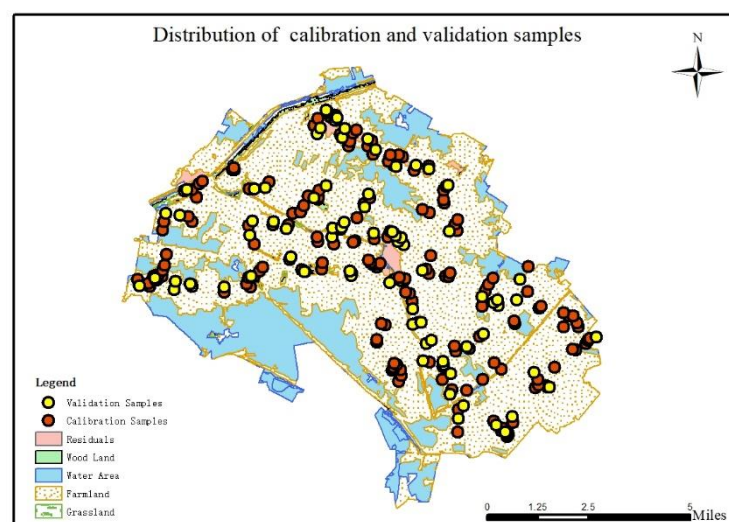 Distribution of calibration and validation samples
N
Legend
Validation Samples
Calibration Samples
Residuals
Wood Land
Water Area
Farmland
Grassland
0 1.25 2.5 5 Miles